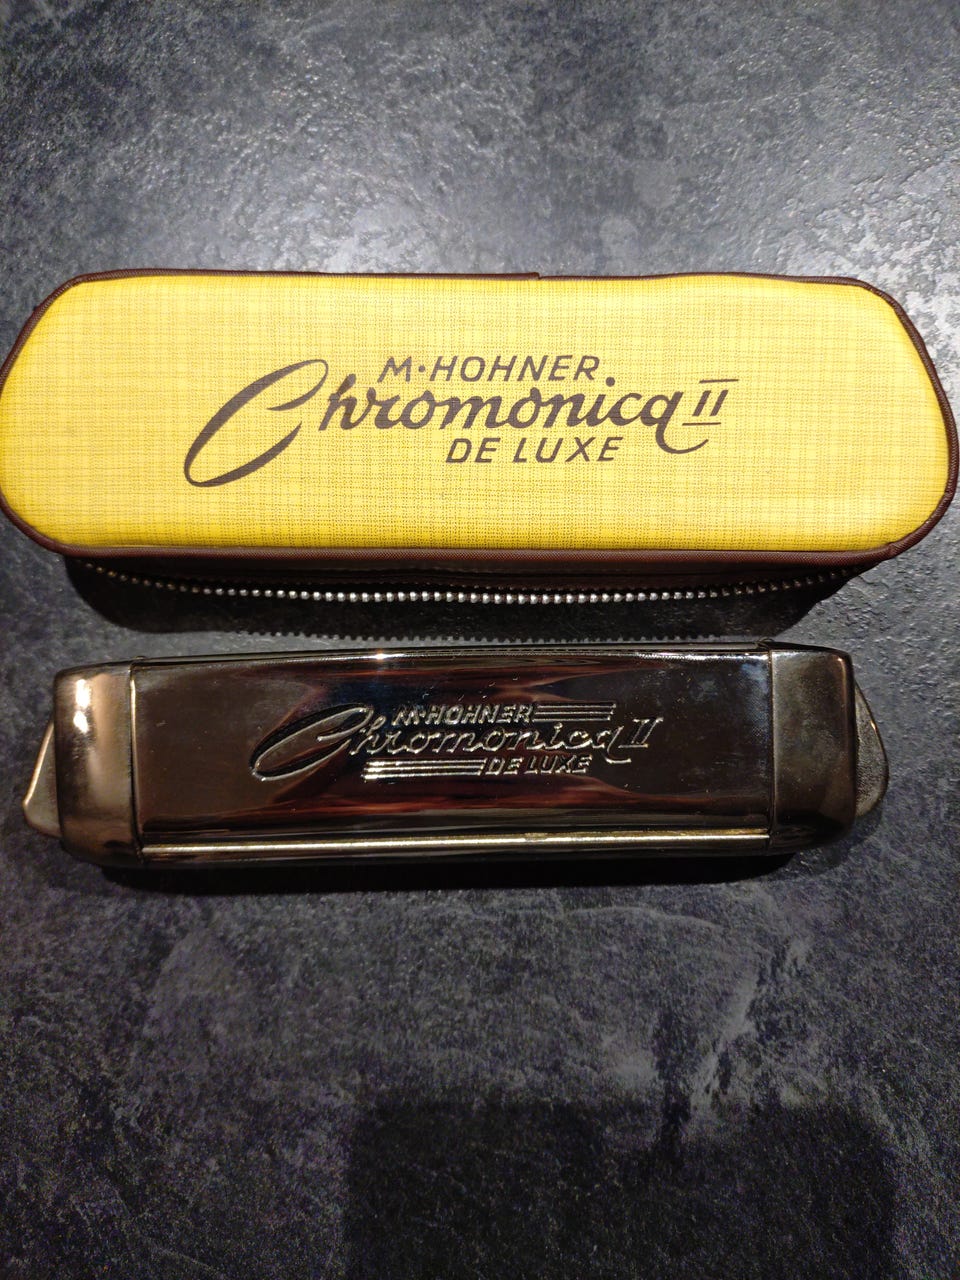 M·HOHNER
Chromonica II
DE LUXE
M·HOHNER
Chromonica II
DE LUXE